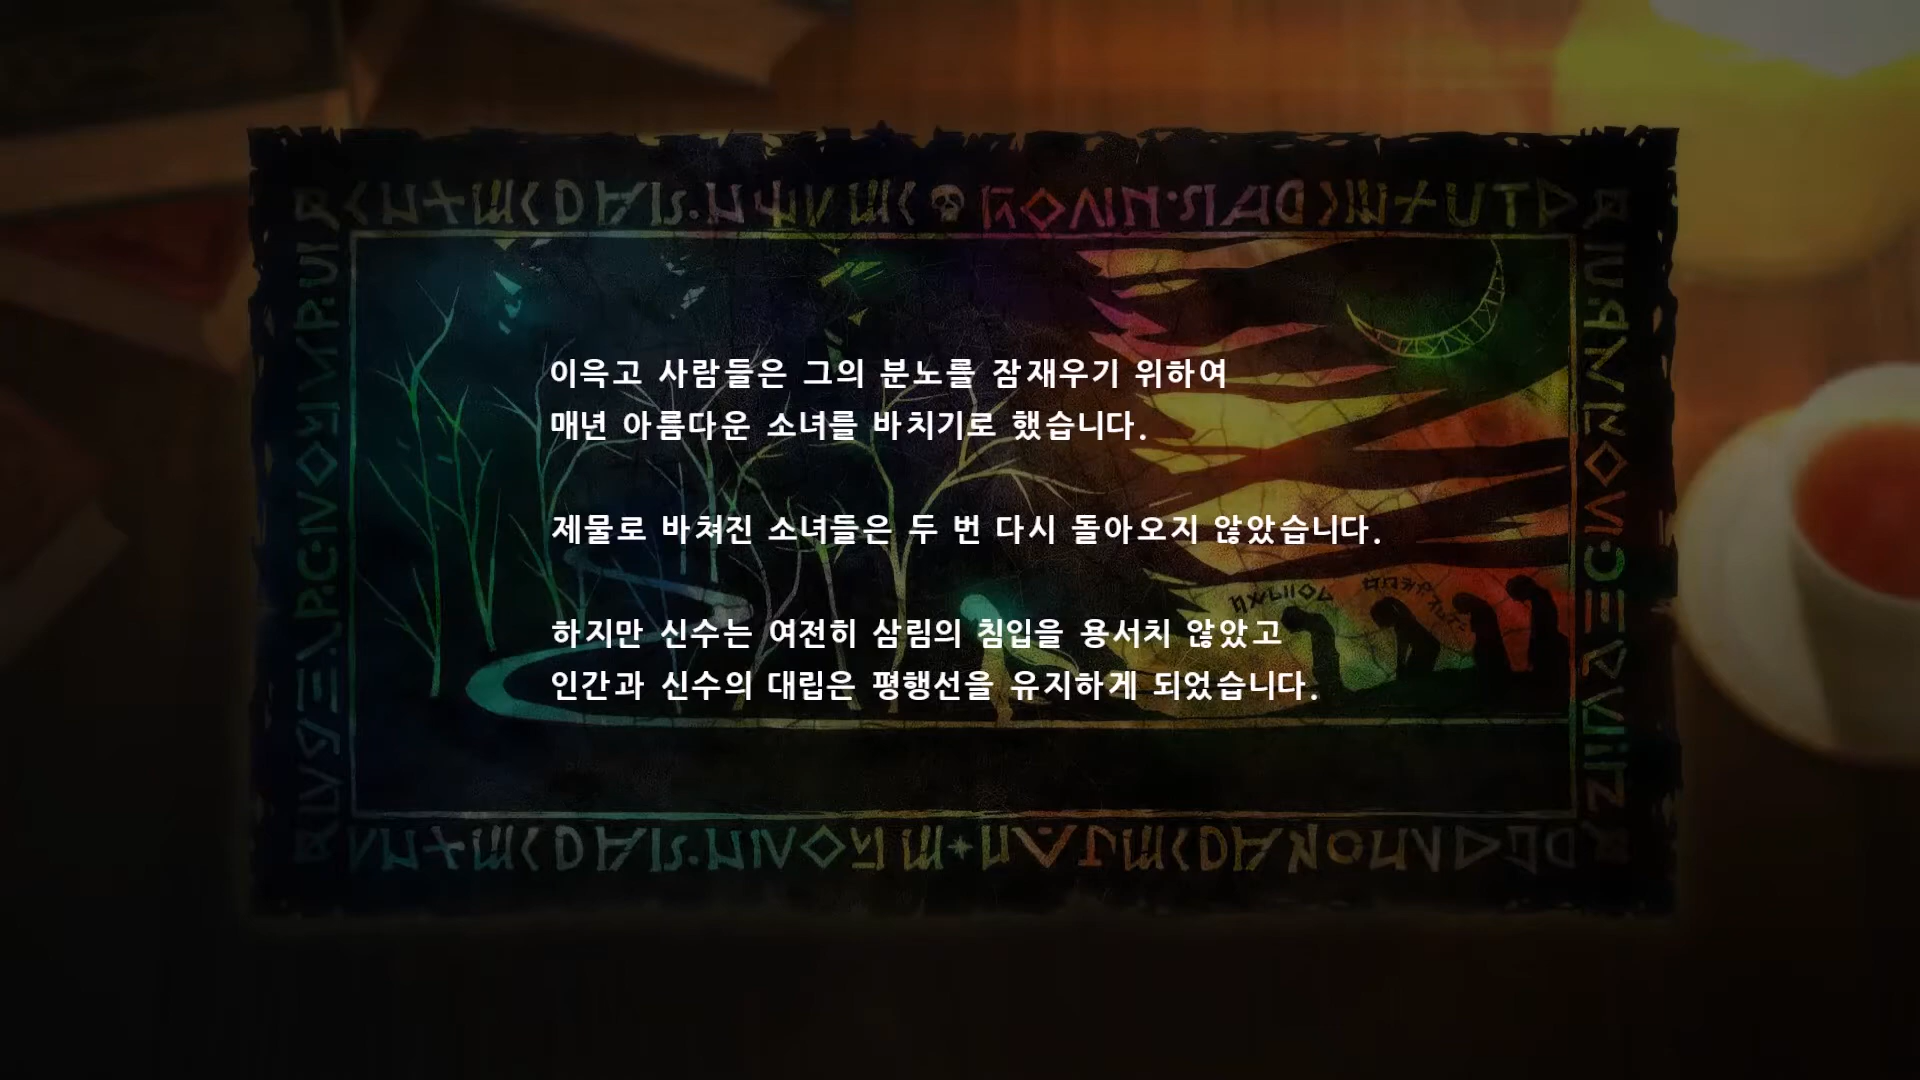 이윽고 사람들은 그의 분노를 잠재우기 위하여
매년 아름다운 소녀를 바치기로 했습니다.
제물로 바쳐진 소녀들은 두 번 다시 돌아오지 않았습니다.
하지만 신수는 여전히 삼림의 침입을 용서치 않았고
인간과 신수의 대립은 평행선을 유지하게 되었습니다.